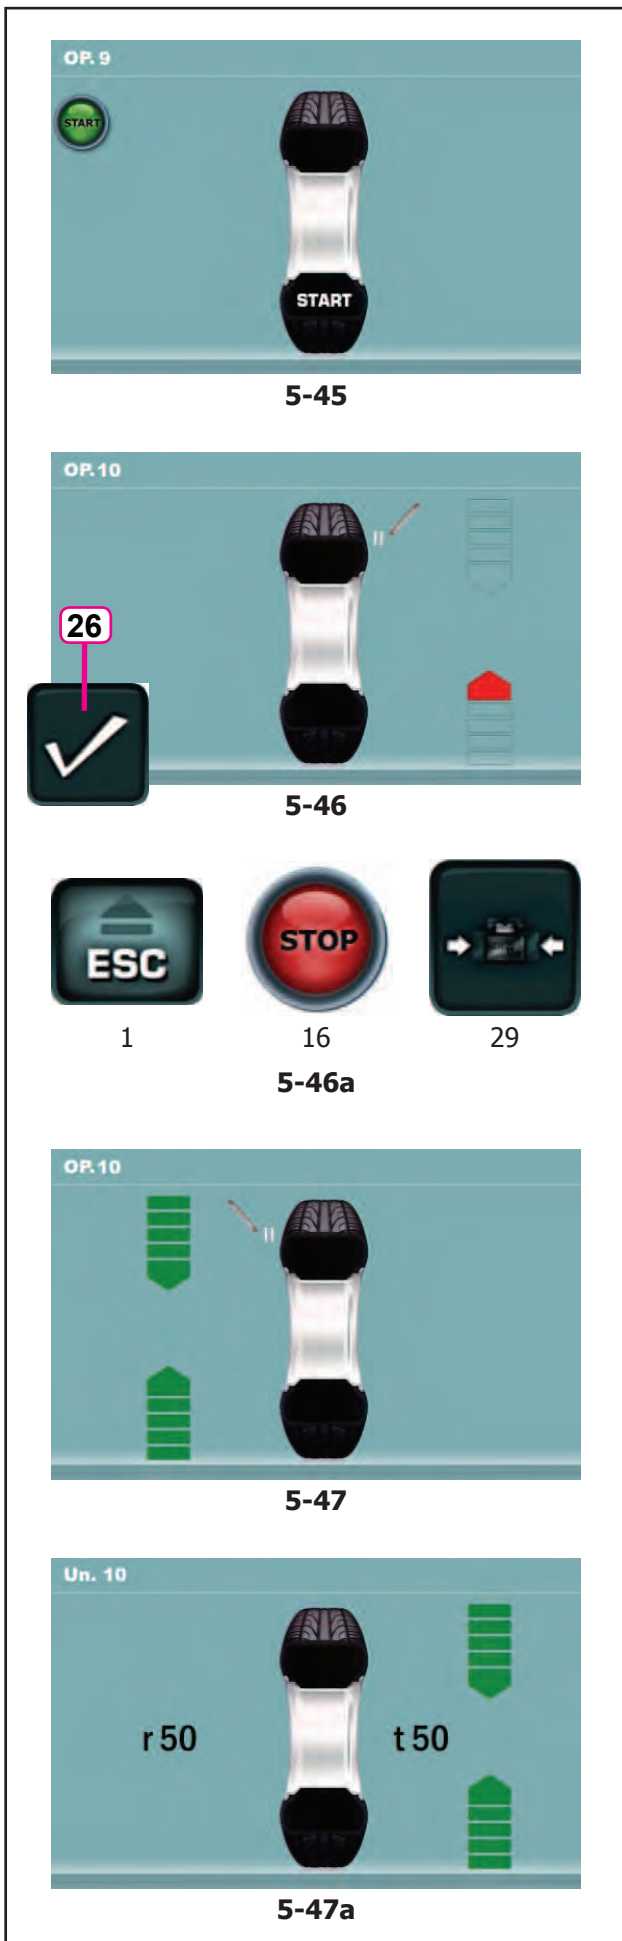 OP. 9
START
START
5-45
OP. 10
26
5-46
ESC
STOP
1 16 29
5-46a
OP. 10
5-47
Un. 10
r 50 t 50
5-47a